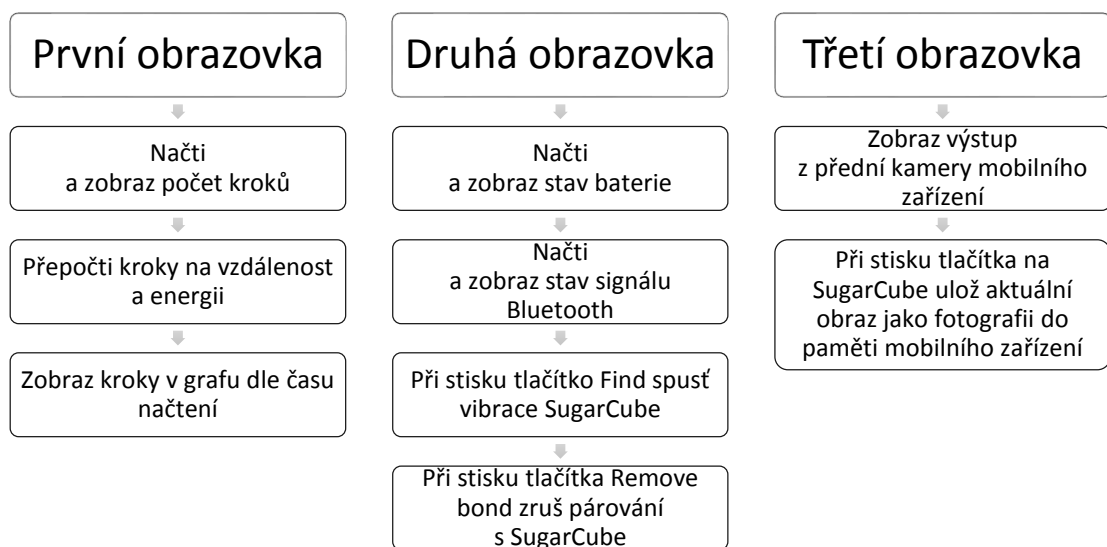 První obrazovka
Načti
a zobraz počet kroků
Přepočti kroky na vzdálenost
a energii
Zobraz kroky v grafu dle času
načtení
Druhá obrazovka
Načti
a zobraz stav baterie
Načti
a zobraz stav signálu
Bluetooth
Při stisku tlačítko Find spusť
vibrace SugarCube
Při stisku tlačítka Remove
bond zruš párování
s SugarCube
Třetí obrazovka
Zobraz výstup
z přední kamery mobilního
zařízení
Při stisku tlačítka na
SugarCube ulož aktuální
obraz jako fotografii do
paměti mobilního zařízení